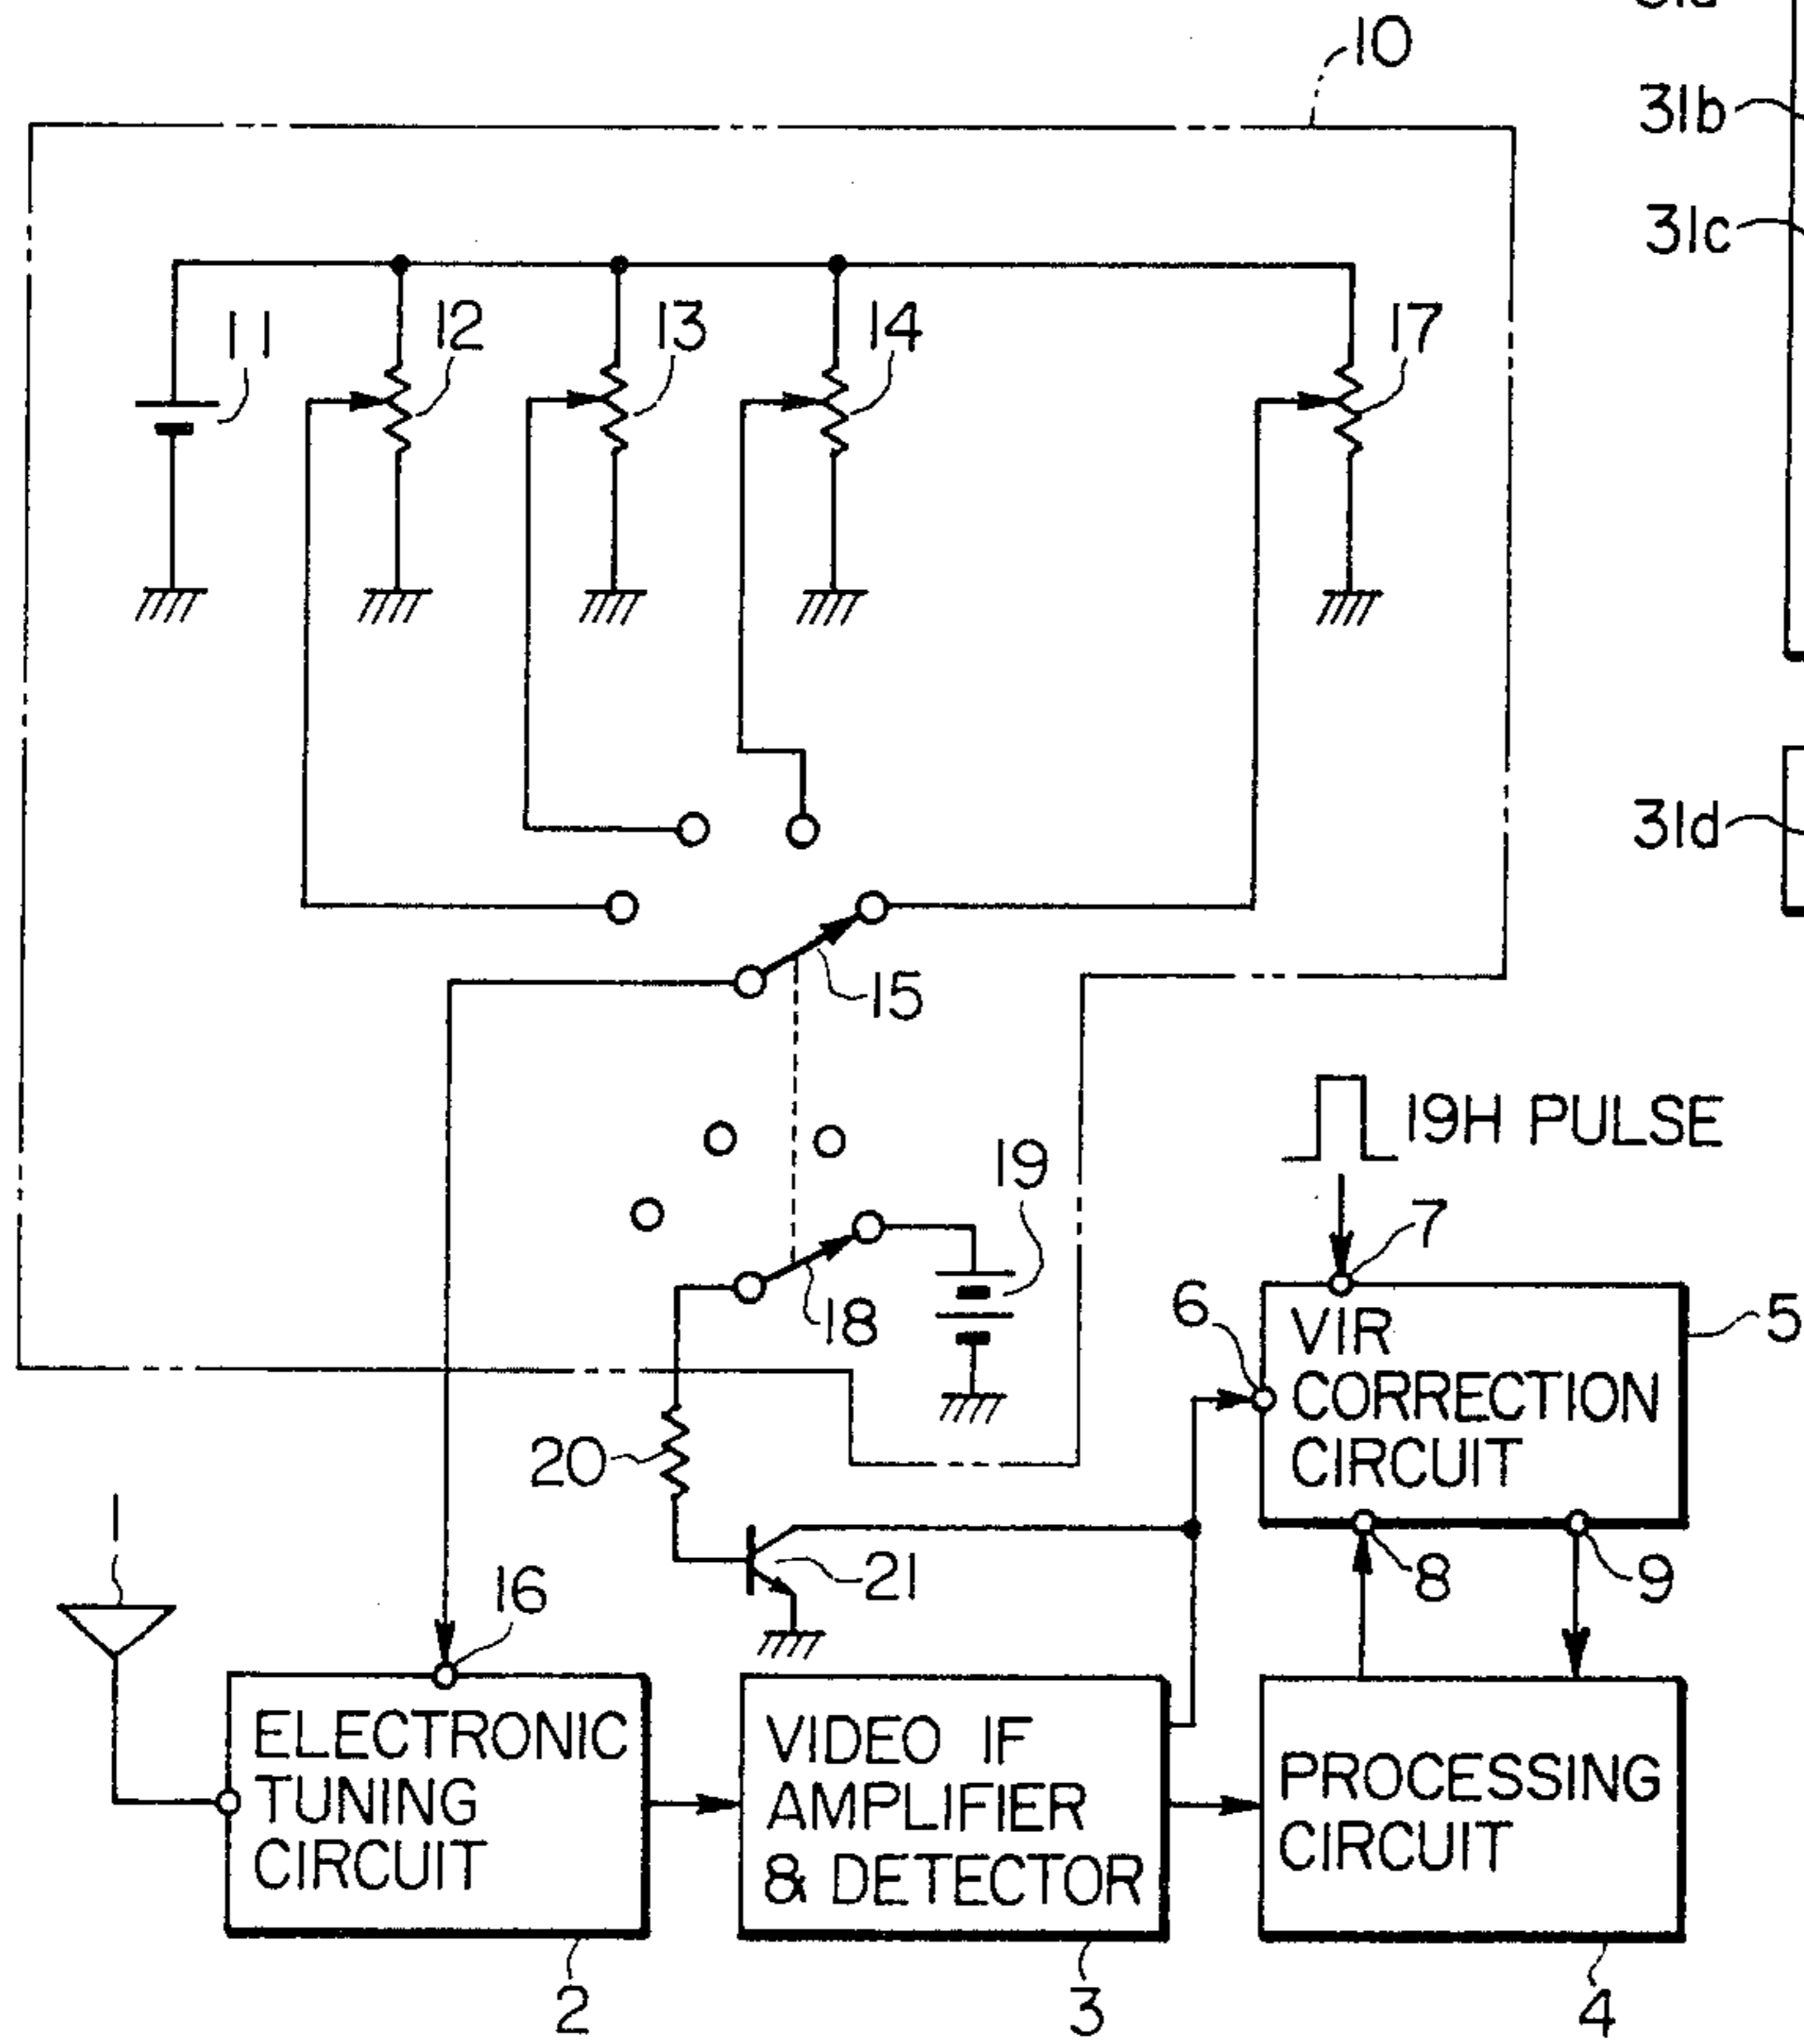 10
31b
31c
11
12
13
14
17
31d
15
19H PULSE
19
7
18
6
VIR
CORRECTION
CIRCUIT
5
20
21
8
9
1
16
ELECTRONIC
TUNING
CIRCUIT
VIDEO IF
AMPLIFIER
& DETECTOR
PROCESSING
CIRCUIT
2
3
4